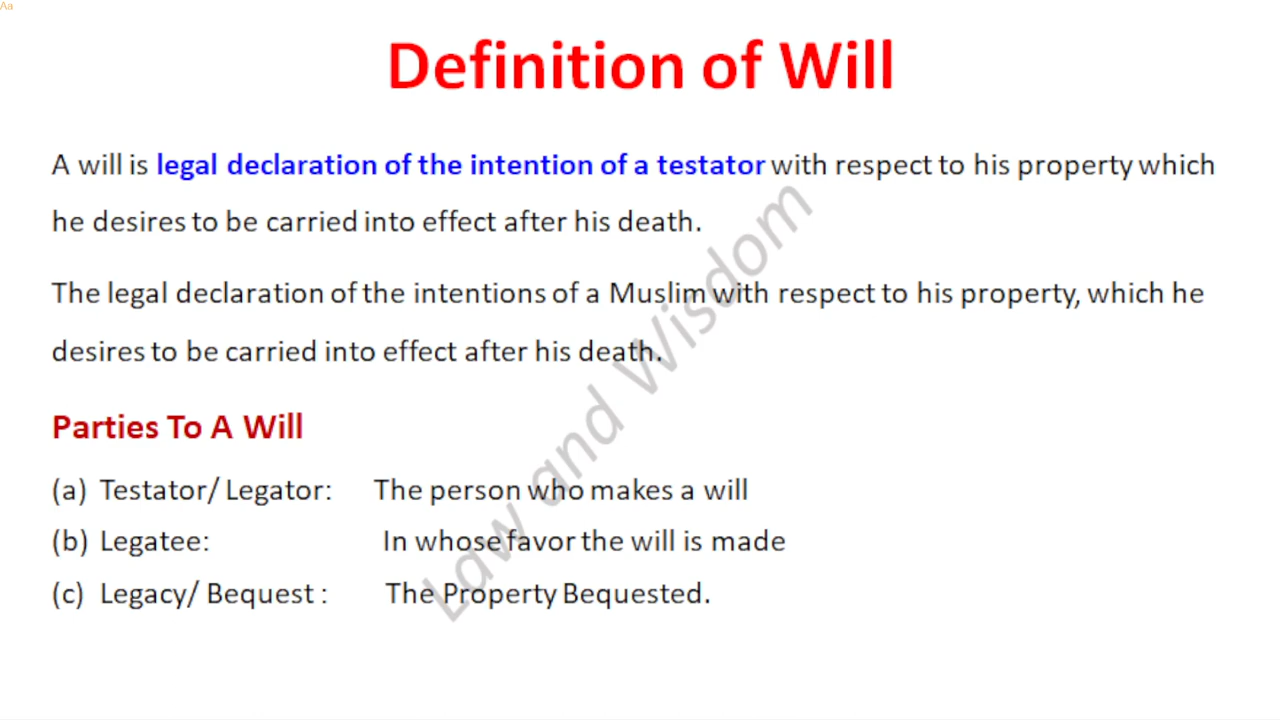 Aa
Definition of Will
A will is legal declaration of the intention of a testator with respect to his property which
he desires to be carried into effect after his death.
The legal declaration of the intentions of a Muslim with respect to his property, which he
desires to be carried into effect after his death.
Parties To A Will
(a) Testator/ Legator: The person who makes a will
(b) Legatee: In whose favor the will is made
(c) Legacy/ Bequest : The Property Bequested.
Law and Wisdom